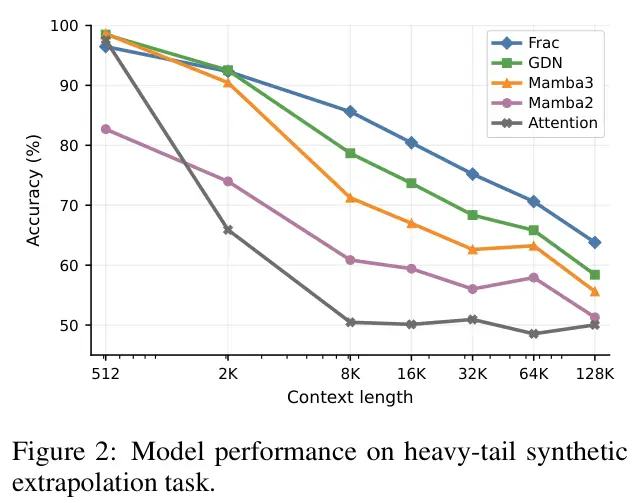 100
90
80
70
60
50
Accuracy (%)
Frac
GDN
Mamba3
Mamba2
Attention
512 2K 8K 16K 32K 64K 128K
Context length
Figure 2: Model performance on heavy-tail synthetic
extrapolation task.